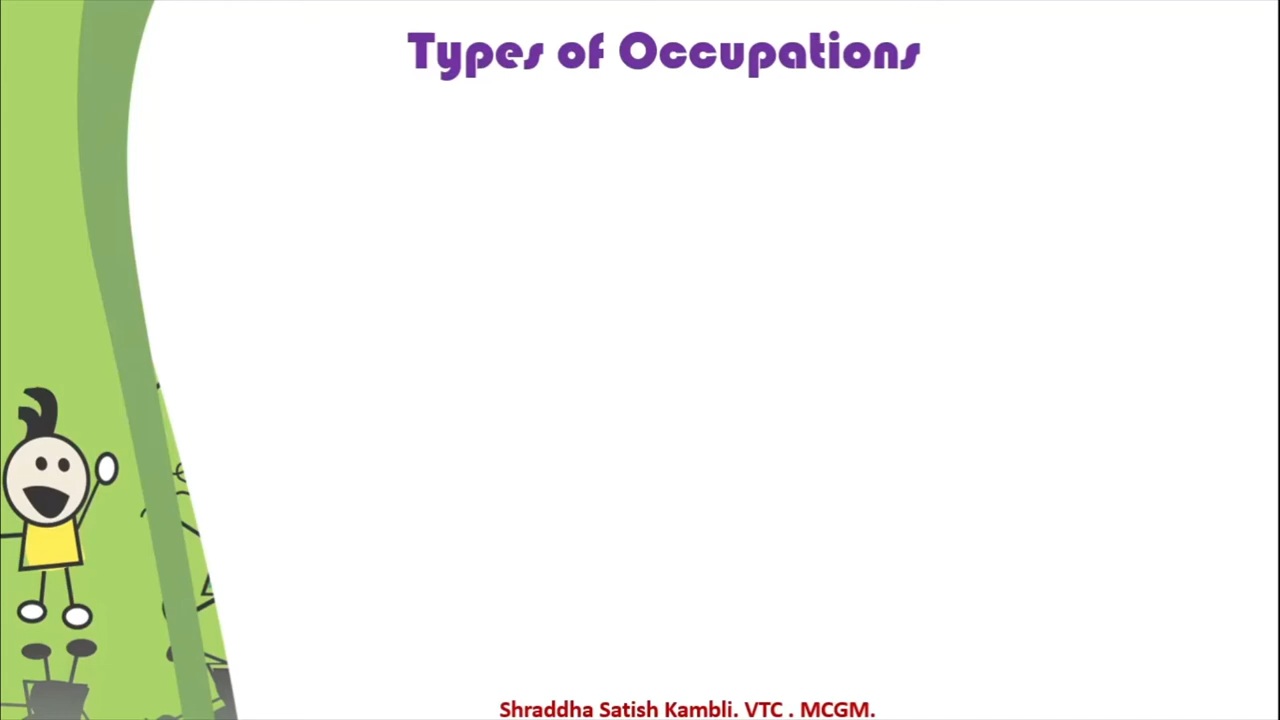 Types of Occupations
Shraddha Satish Kambli. VTC . MCGM.